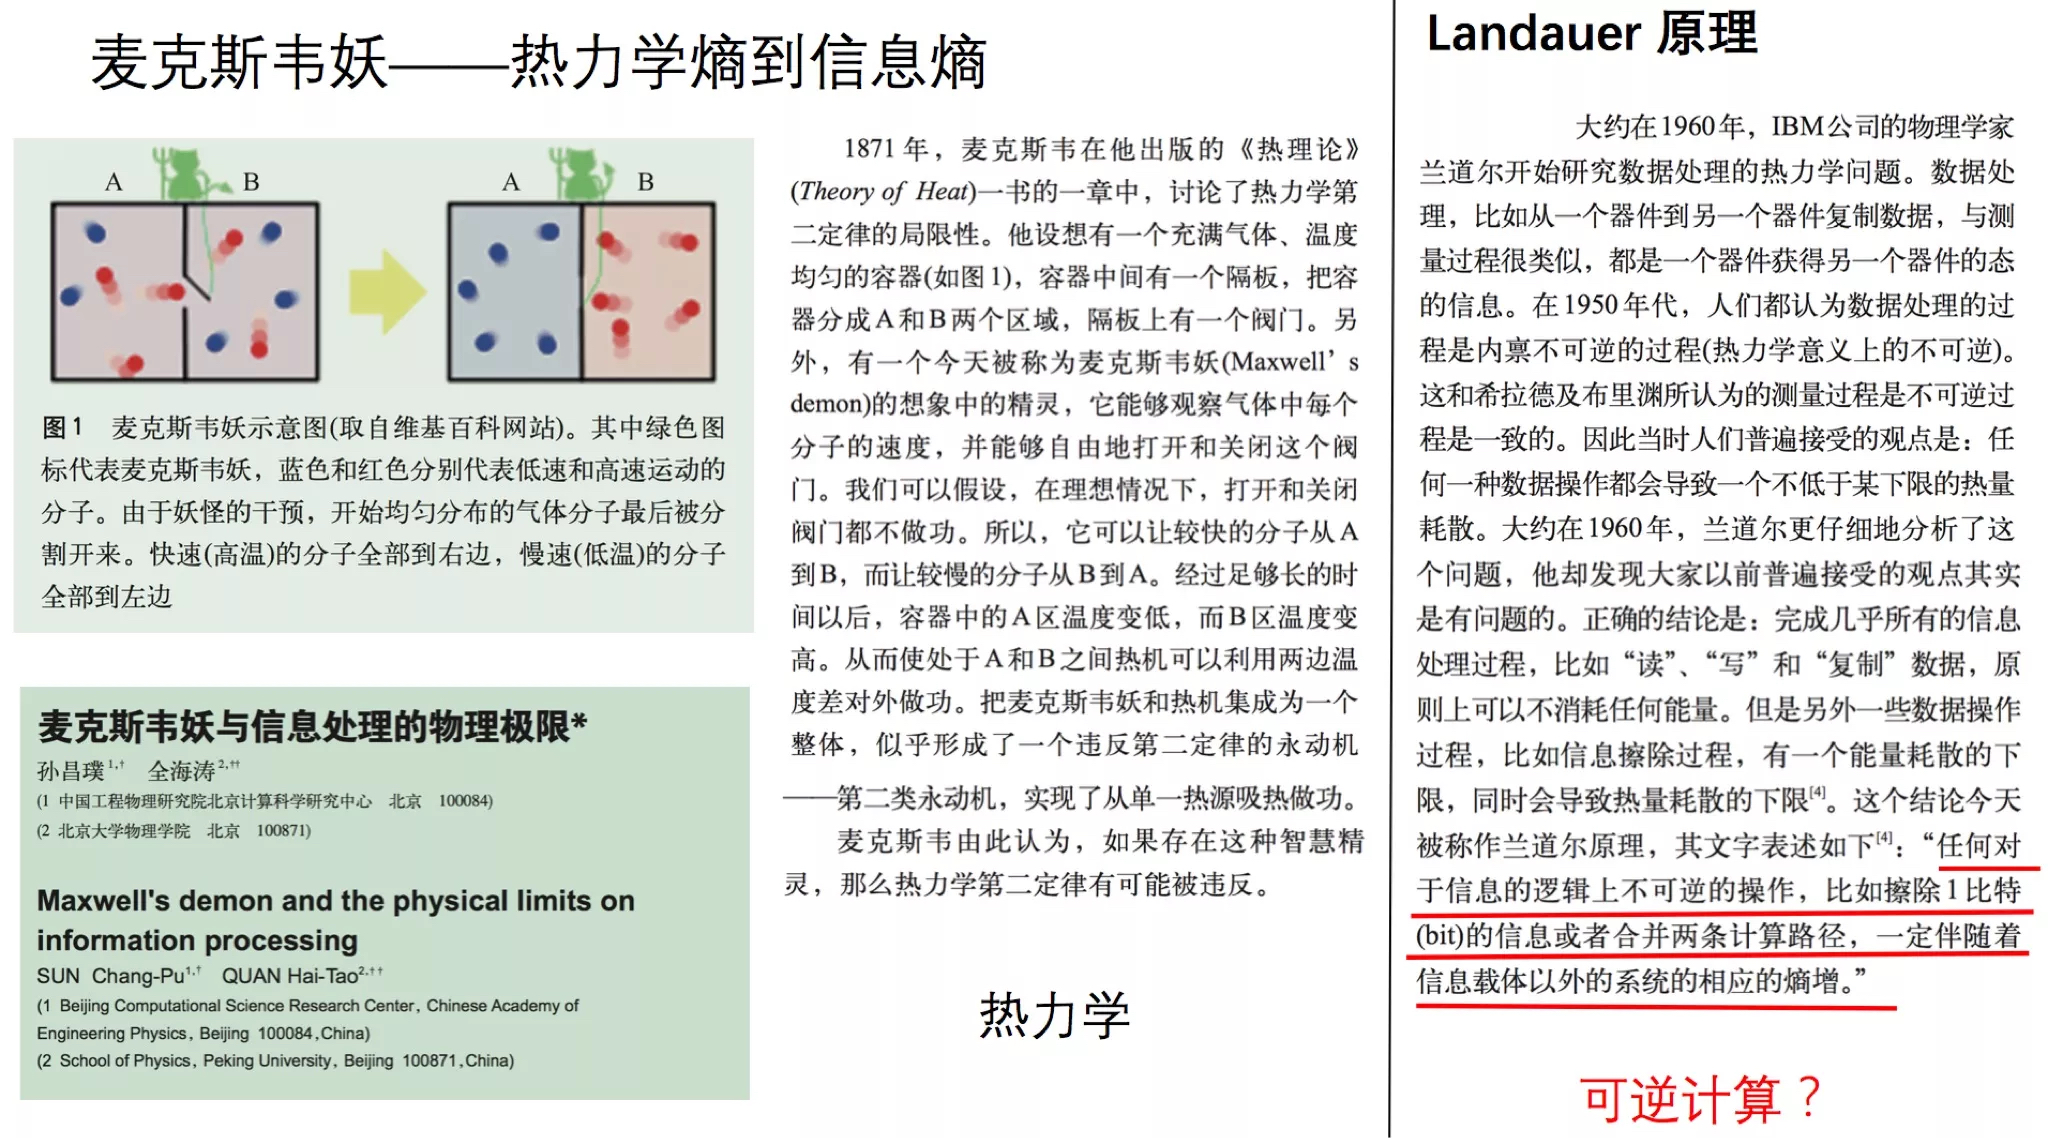 麦克斯韦妖——热力学熵到信息熵
A
B
A
B
图1 麦克斯韦妖示意图(取自维基百科网站)。其中绿色图
标代表麦克斯韦妖，蓝色和红色分别代表低速和高速运动的
分子。由于妖怪的干预，开始均匀分布的气体分子最后被分
割开来。快速(高温)的分子全部到右边，慢速(低温)的分子
全部到左边
麦克斯韦妖与信息处理的物理极限*
孙昌璞1,† 全海涛2,††
(1 中国工程物理研究院北京计算科学研究中心 北京 100084)
(2 北京大学物理学院 北京 100871)
Maxwell's demon and the physical limits on
information processing
SUN Chang-Pu1,† QUAN Hai-Tao2,††
(1 Beijing Computational Science Research Center, Chinese Academy of
Engineering Physics, Beijing 100084,China)
(2 School of Physics, Peking University, Beijing 100871,China)
1871 年，麦克斯韦在他出版的《热理论》
(Theory of Heat)一书的一章中，讨论了热力学第
二定律的局限性。他设想有一个充满气体、温度
均匀的容器(如图1)，容器中间有一个隔板，把容
器分成A和B两个区域，隔板上有一个阀门。另
外，有一个今天被称为麦克斯韦妖(Maxwell’s
demon)的想象中的精灵，它能够观察气体中每个
分子的速度，并能够自由地打开和关闭这个阀
门。我们可以假设，在理想情况下，打开和关闭
阀门都不做功。所以，它可以让较快的分子从A
到B，而让较慢的分子从B到A。经过足够长的时
间以后，容器中的A区温度变低，而B区温度变
高。从而使处于A和B之间热机可以利用两边温
度差对外做功。把麦克斯韦妖和热机集成为一个
整体，似乎形成了一个违反第二定律的永动机
——第二类永动机，实现了从单一热源吸热做功。
麦克斯韦由此认为，如果存在这种智慧精
灵，那么热力学第二定律有可能被违反。
热力学
Landauer 原理
大约在1960年，IBM公司的物理学家
兰道尔开始研究数据处理的热力学问题。数据处
理，比如从一个器件到另一个器件复制数据，与测
量过程很类似，都是一个器件获得另一个器件的态
的信息。在1950年代，人们都认为数据处理的过
程是内禀不可逆的过程(热力学意义上的不可逆)。
这和希拉德及布里渊所认为的测量过程是不可逆过
程是一致的。因此当时人们普遍接受的观点是：任
何一种数据操作都会导致一个不低于某下限的热量
耗散。大约在1960年，兰道尔更仔细地分析了这
个问题，他却发现大家以前普遍接受的观点其实
是有问题的。正确的结论是：完成几乎所有的信息
处理过程，比如“读”、“写”和“复制”数据，原
则上可以不消耗任何能量。但是另外一些数据操作
过程，比如信息擦除过程，有一个能量耗散的下
限，同时会导致热量耗散的下限[4]。这个结论今天
被称作兰道尔原理，其文字表述如下[4]：“任何对
于信息的逻辑上不可逆的操作，比如擦除1比特
(bit)的信息或者合并两条计算路径，一定伴随着
信息载体以外的系统的相应的熵增。”
可逆计算？